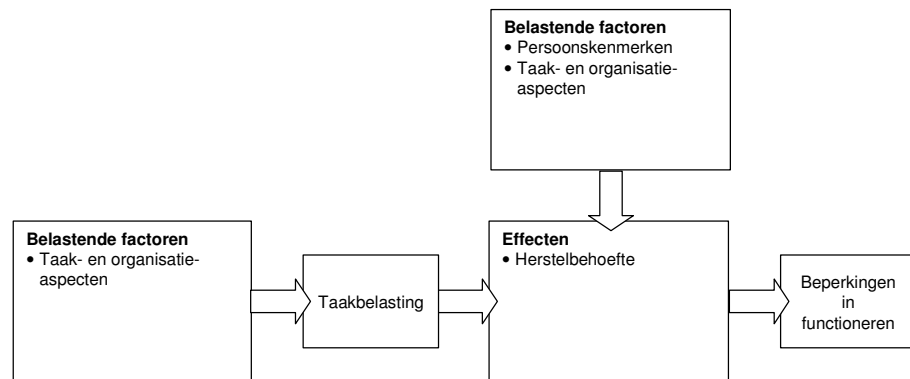 Belastende factoren
• Persoonskenmerken
• Taak- en organisatie-
aspecten
Belastende factoren
• Taak- en organisatie-
aspecten
Taakbelasting
Effecten
• Herstelbehoefte
Beperkingen
in
functioneren